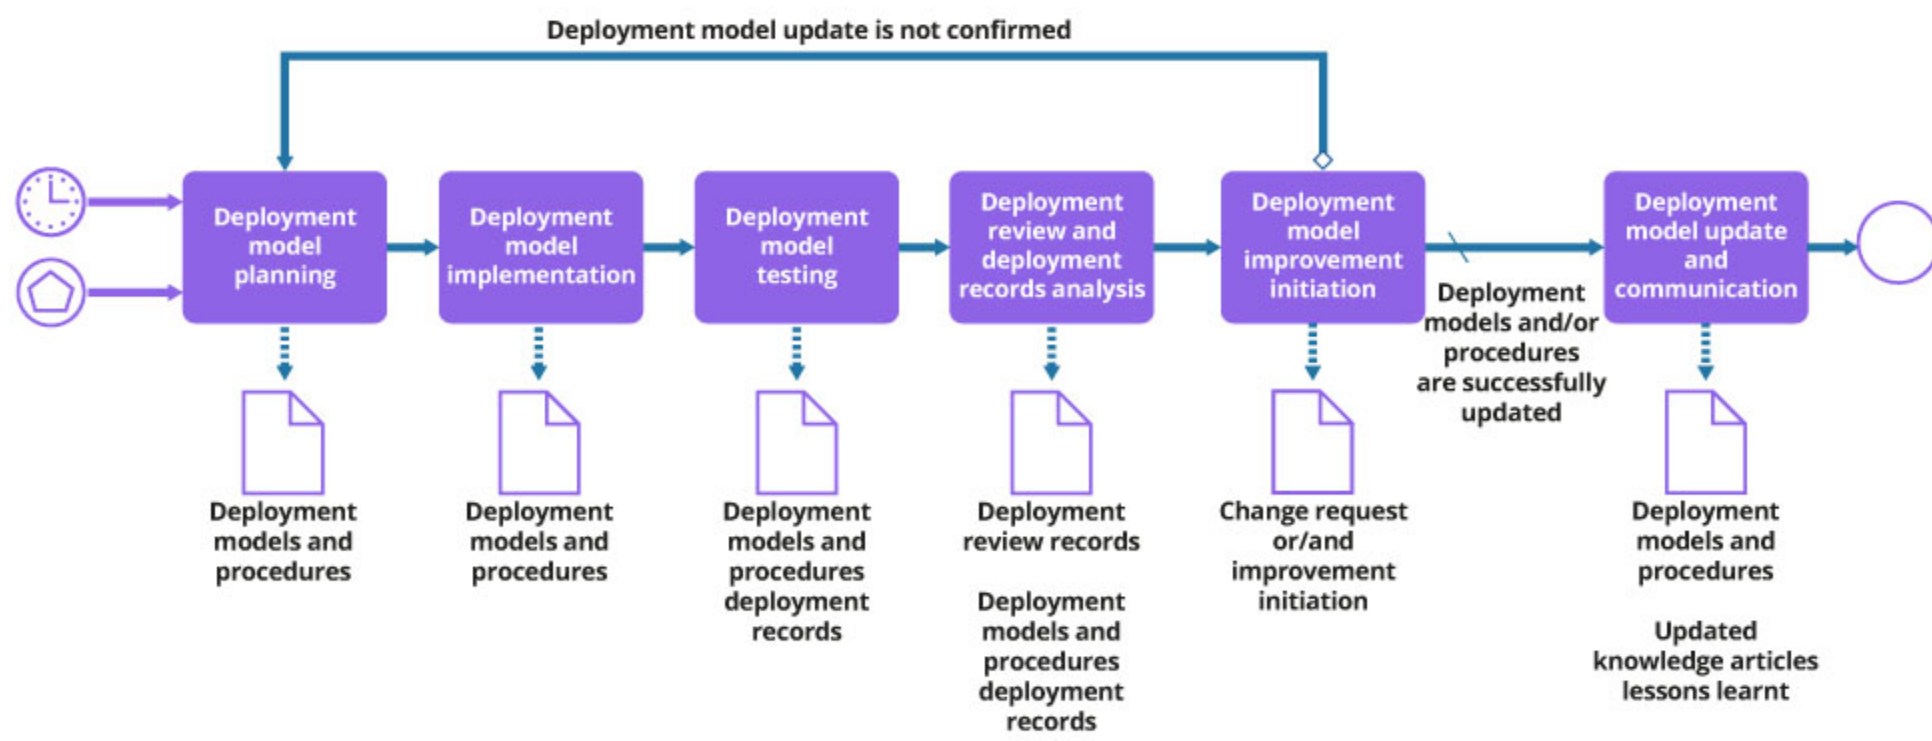 Deployment model update is not confirmed
Deployment
model
planning
Deployment
model
implementation
Deployment
model
testing
Deployment
review and
deployment
records analysis
Deployment
model
improvement
initiation
Deployment
model update
and
communication
Deployment
models and/or
procedures
are successfully
updated
Deployment
models and
procedures
Deployment
models and
procedures
Deployment
models and
procedures
deployment
records
Deployment
review records
Deployment
models and
procedures
deployment
records
Change request
or/and
improvement
initiation
Deployment
models and
procedures
Updated
knowledge articles
lessons learnt